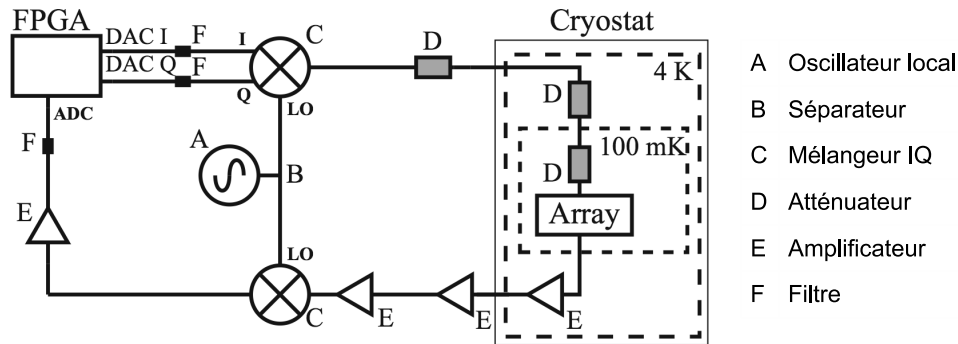 FPGA
DAC I
F
I
C
DAC Q
F
Q
LO
ADC
F
A
B
E
LO
C
E
E
E
D
Cryostat
4 K
D
100 mK
D
Array
A Oscillateur local
B Séparateur
C Mélangeur IQ
D Atténuateur
E Amplificateur
F Filtre